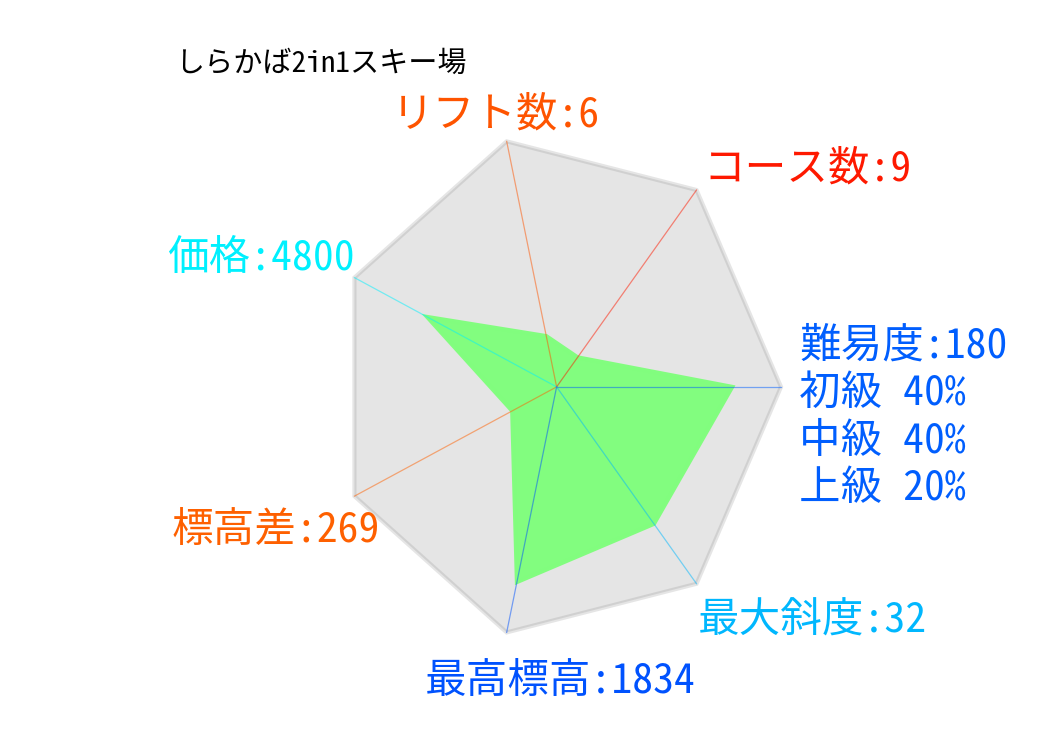 しらかば2in1スキー場
リフト数:6
コース数:9
価格:4800
難易度:180
初級 40%
中級 40%
上級 20%
標高差:269
最大斜度:32
最高標高:1834